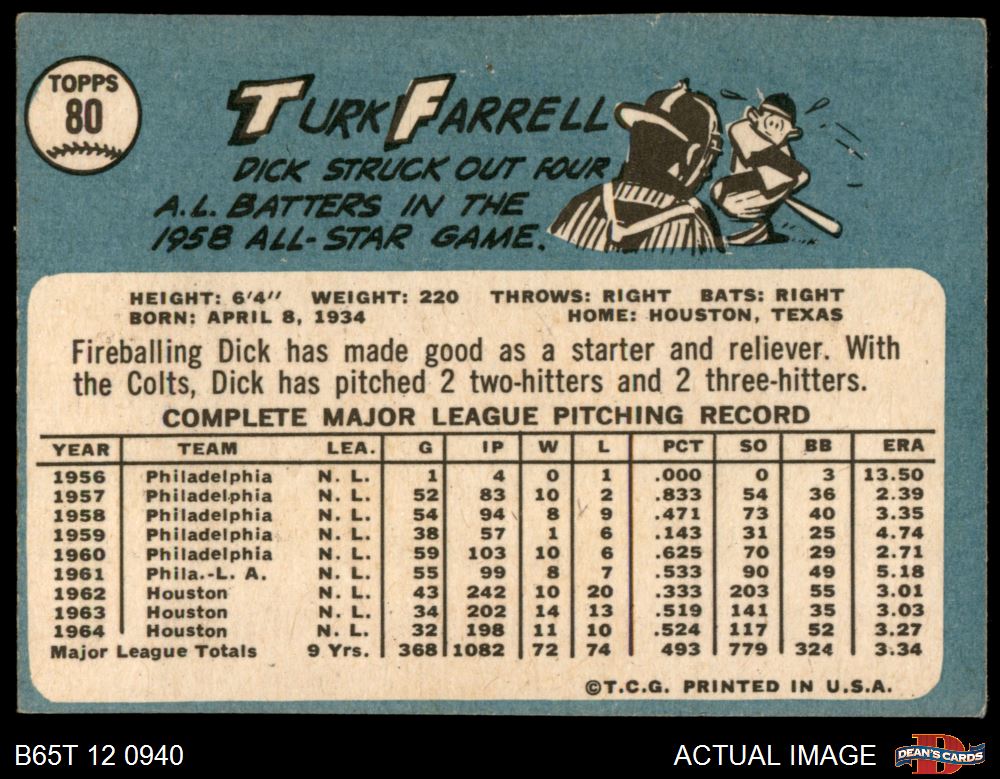 TOPPS
80
TURK FARRELL
DICK STRUCK OUT FOUR
A.L. BATTERS IN THE
1958 ALL-STAR GAME.
HEIGHT: 6'4" WEIGHT: 220 THROWS: RIGHT BATS: RIGHT
BORN: APRIL 8, 1934 HOME: HOUSTON, TEXAS
Fireballing Dick has made good as a starter and reliever. With
the Colts, Dick has pitched 2 two-hitters and 2 three-hitters.
COMPLETE MAJOR LEAGUE PITCHING RECORD
YEAR TEAM LEA. G IP W L PCT SO BB ERA
1956 Philadelphia N. L. 1 4 0 1 .000 0 3 13.50
1957 Philadelphia N. L. 52 83 10 2 .833 54 36 2.39
1958 Philadelphia N. L. 54 94 8 9 .471 73 40 3.35
1959 Philadelphia N. L. 38 57 1 6 .143 31 25 4.74
1960 Philadelphia N. L. 59 103 10 6 .625 70 29 2.71
1961 Phila.-L. A. N. L. 55 99 8 7 .533 90 49 5.18
1962 Houston N. L. 43 242 10 20 .333 203 55 3.01
1963 Houston N. L. 34 202 14 13 .519 141 35 3.03
1964 Houston N. L. 32 198 11 10 .524 117 52 3.27
Major League Totals 9 Yrs. 368 1082 72 74 493 779 324 3.34
©T.C.G. PRINTED IN U.S.A.
B65T 12 0940 ACTUAL IMAGE DEAN'S CARDS